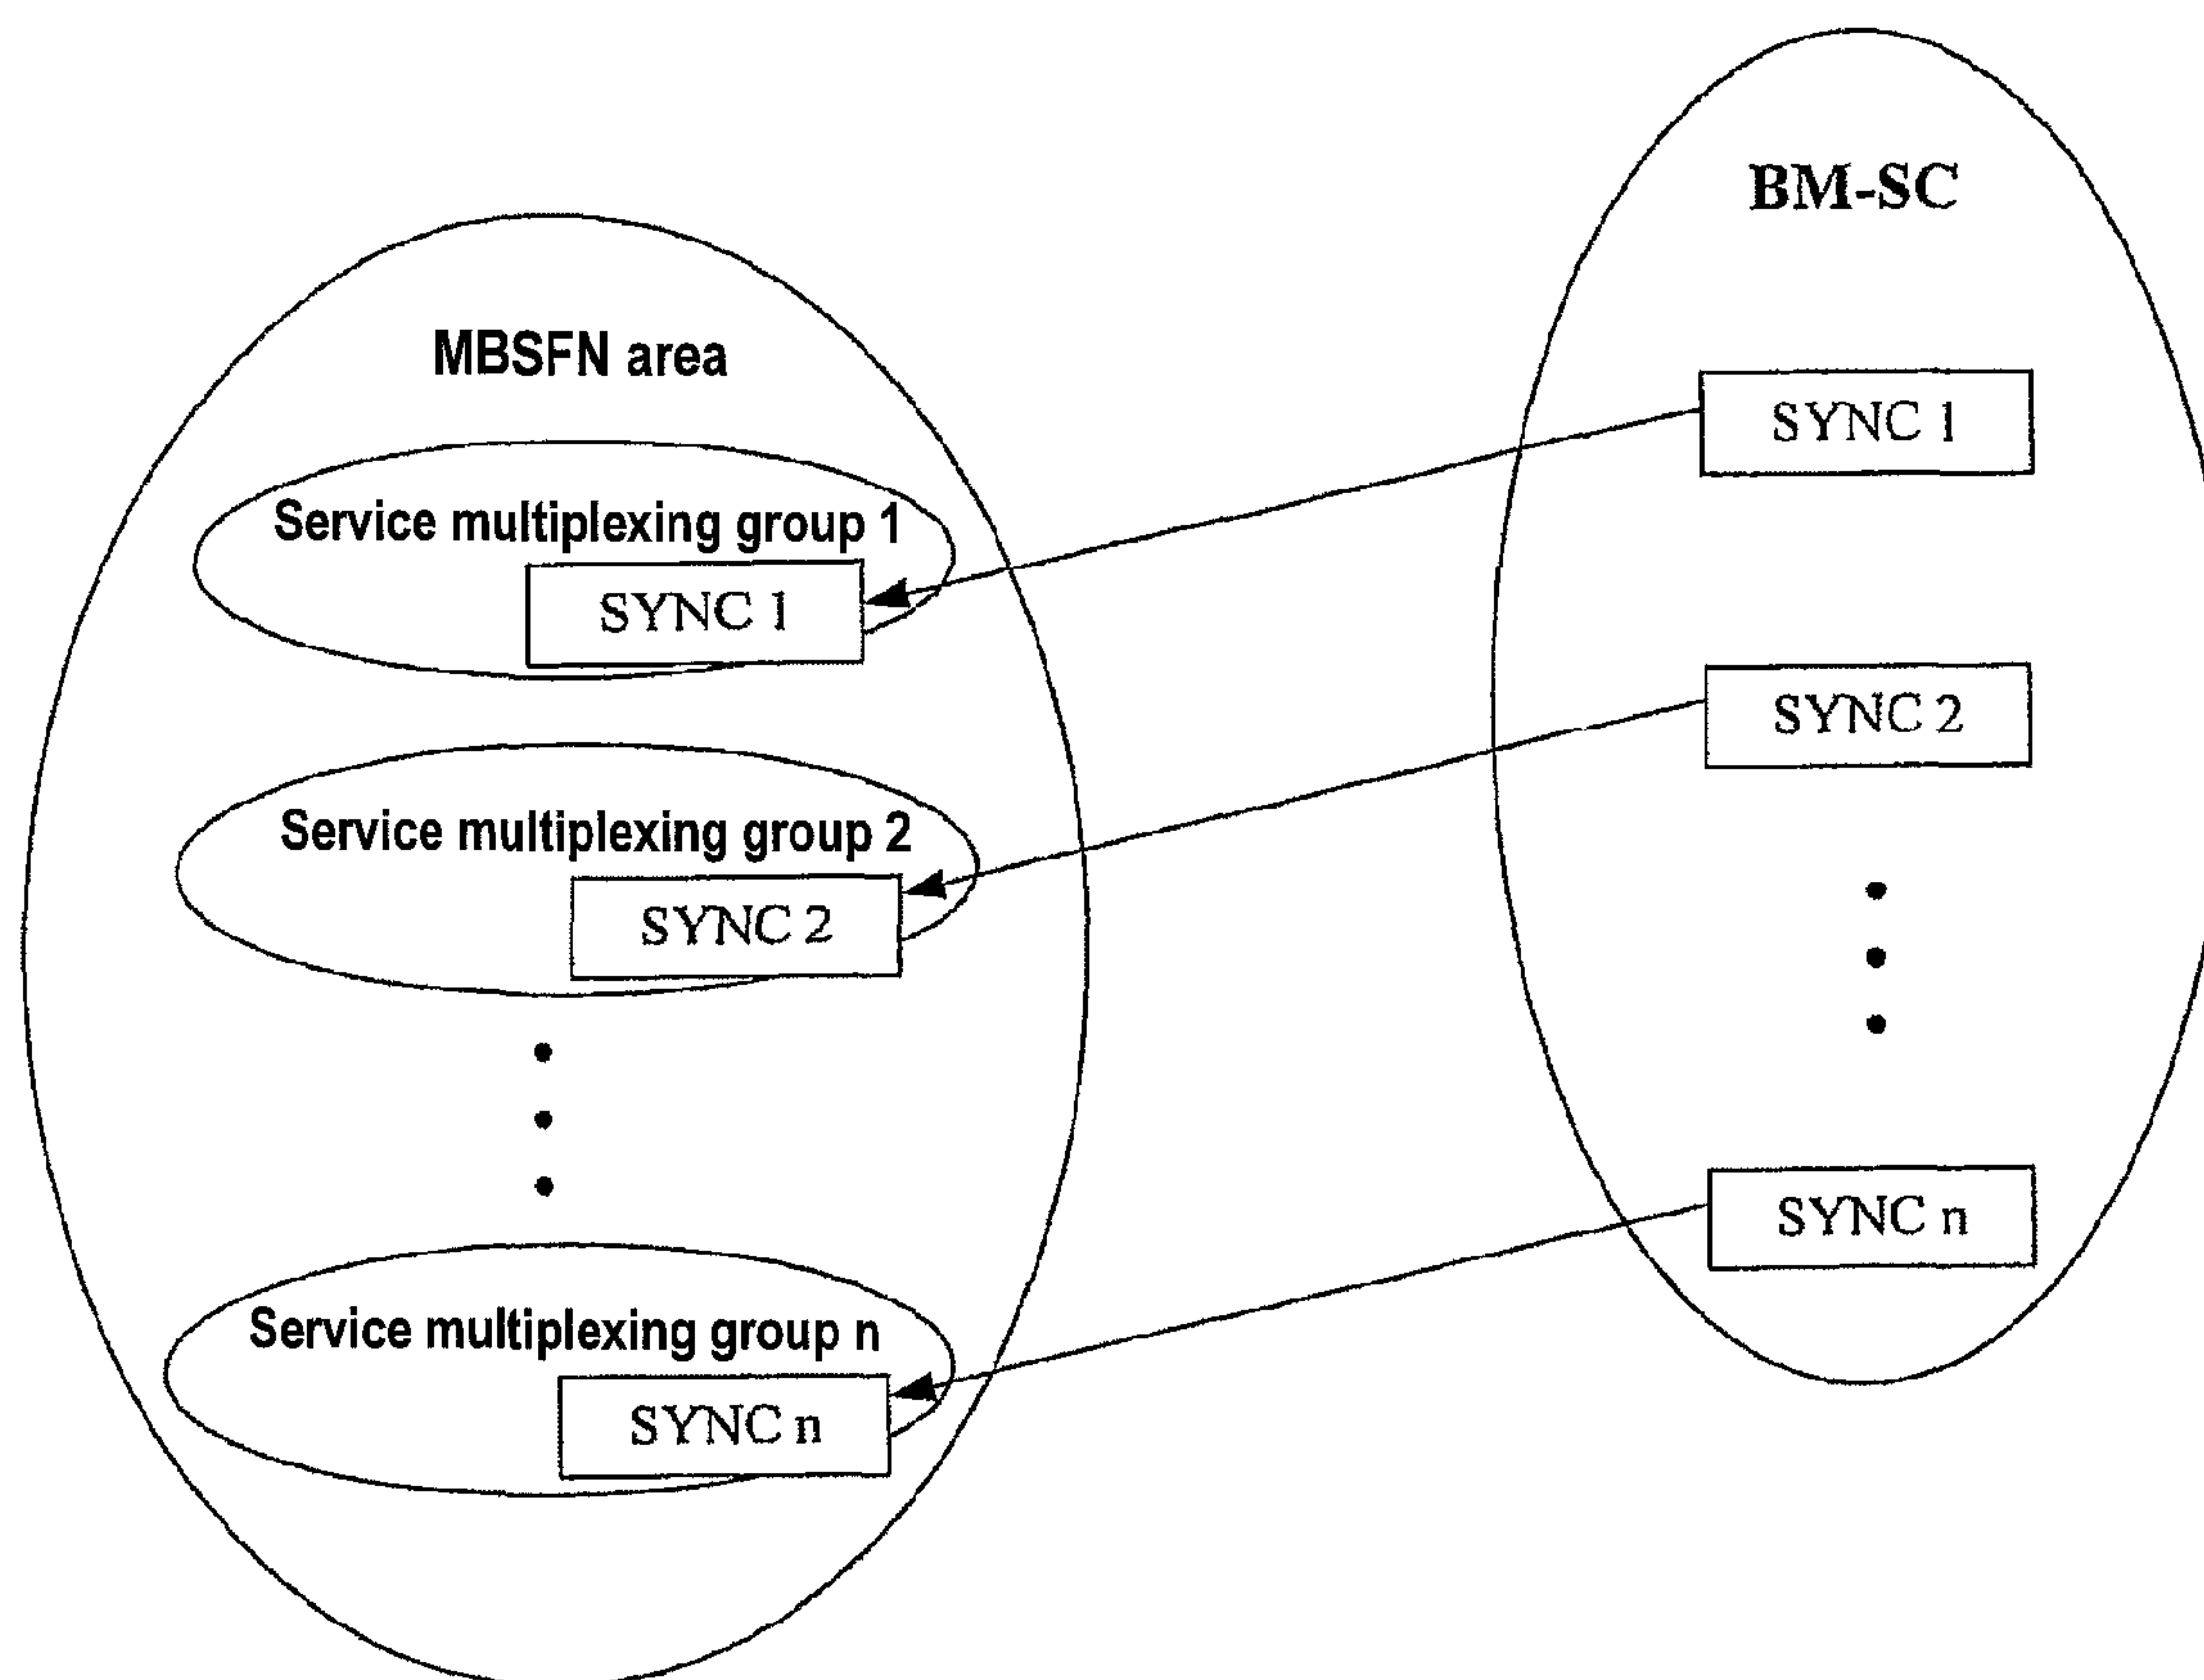 BM-SC
MBSFN area
SYNC 1
Service multiplexing group 1
SYNC 1
SYNC 2
Service multiplexing group 2
SYNC 2
SYNC n
Service multiplexing group n
SYNC n